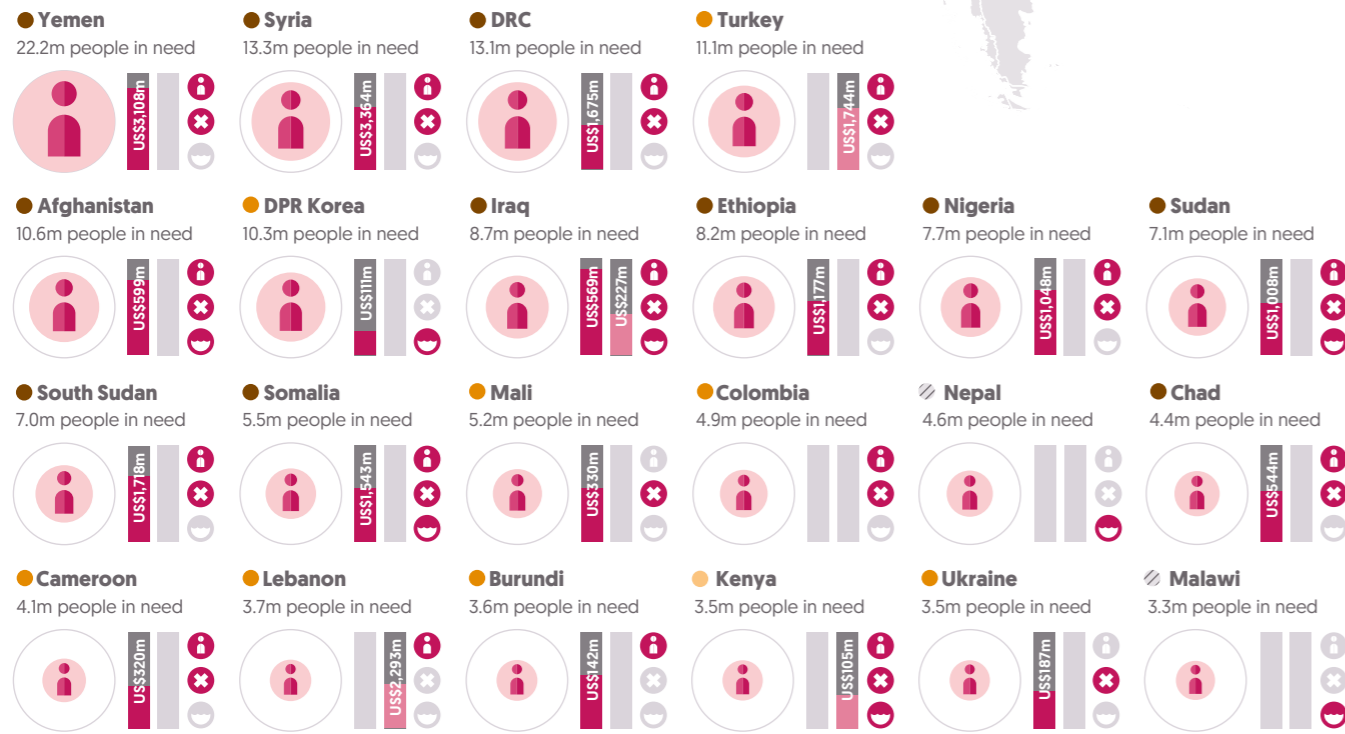 Yemen
22.2m people in need
US$3,108m
Syria
13.3m people in need
US$3,364m
DRC
13.1m people in need
US$1,675m
Turkey
11.1m people in need
US$1,744m
Afghanistan
10.6m people in need
US$599m
DPR Korea
10.3m people in need
US$111m
Iraq
8.7m people in need
US$569m
US$227m
Ethiopia
8.2m people in need
US$1,177m
Nigeria
7.7m people in need
US$1,048m
Sudan
7.1m people in need
US$1,008m
South Sudan
7.0m people in need
US$1,718m
Somalia
5.5m people in need
US$1,543m
Mali
5.2m people in need
US$330m
Colombia
4.9m people in need
Nepal
4.6m people in need
Chad
4.4m people in need
US$544m
Cameroon
4.1m people in need
US$320m
Lebanon
3.7m people in need
US$2,293m
Burundi
3.6m people in need
US$142m
Kenya
3.5m people in need
US$105m
Ukraine
3.5m people in need
US$187m
Malawi
3.3m people in need